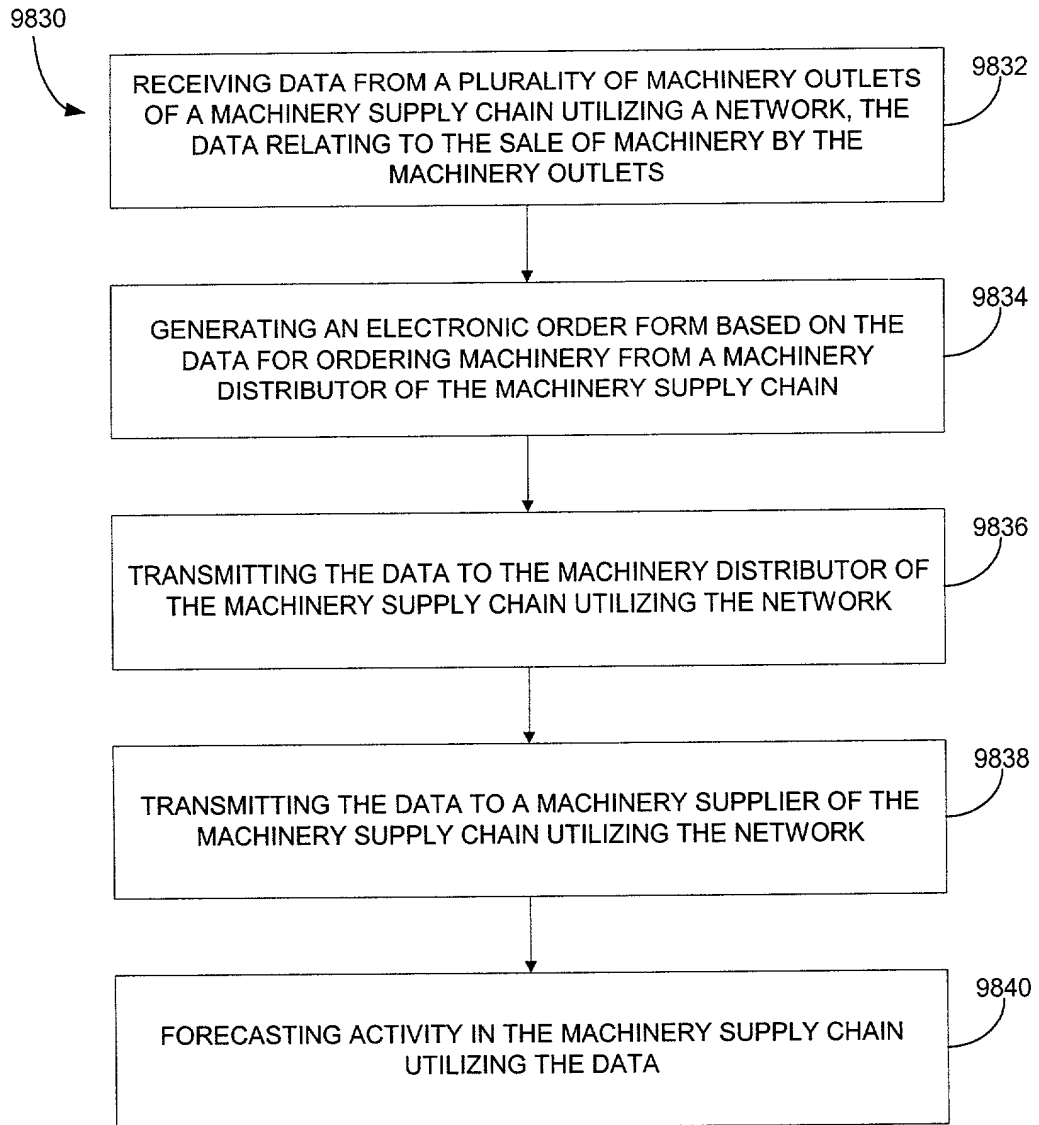 9830
9832
RECEIVING DATA FROM A PLURALITY OF MACHINERY OUTLETS
OF A MACHINERY SUPPLY CHAIN UTILIZING A NETWORK, THE
DATA RELATING TO THE SALE OF MACHINERY BY THE
MACHINERY OUTLETS
9834
GENERATING AN ELECTRONIC ORDER FORM BASED ON THE
DATA FOR ORDERING MACHINERY FROM A MACHINERY
DISTRIBUTOR OF THE MACHINERY SUPPLY CHAIN
9836
TRANSMITTING THE DATA TO THE MACHINERY DISTRIBUTOR OF
THE MACHINERY SUPPLY CHAIN UTILIZING THE NETWORK
9838
TRANSMITTING THE DATA TO A MACHINERY SUPPLIER OF THE
MACHINERY SUPPLY CHAIN UTILIZING THE NETWORK
9840
FORECASTING ACTIVITY IN THE MACHINERY SUPPLY CHAIN
UTILIZING THE DATA